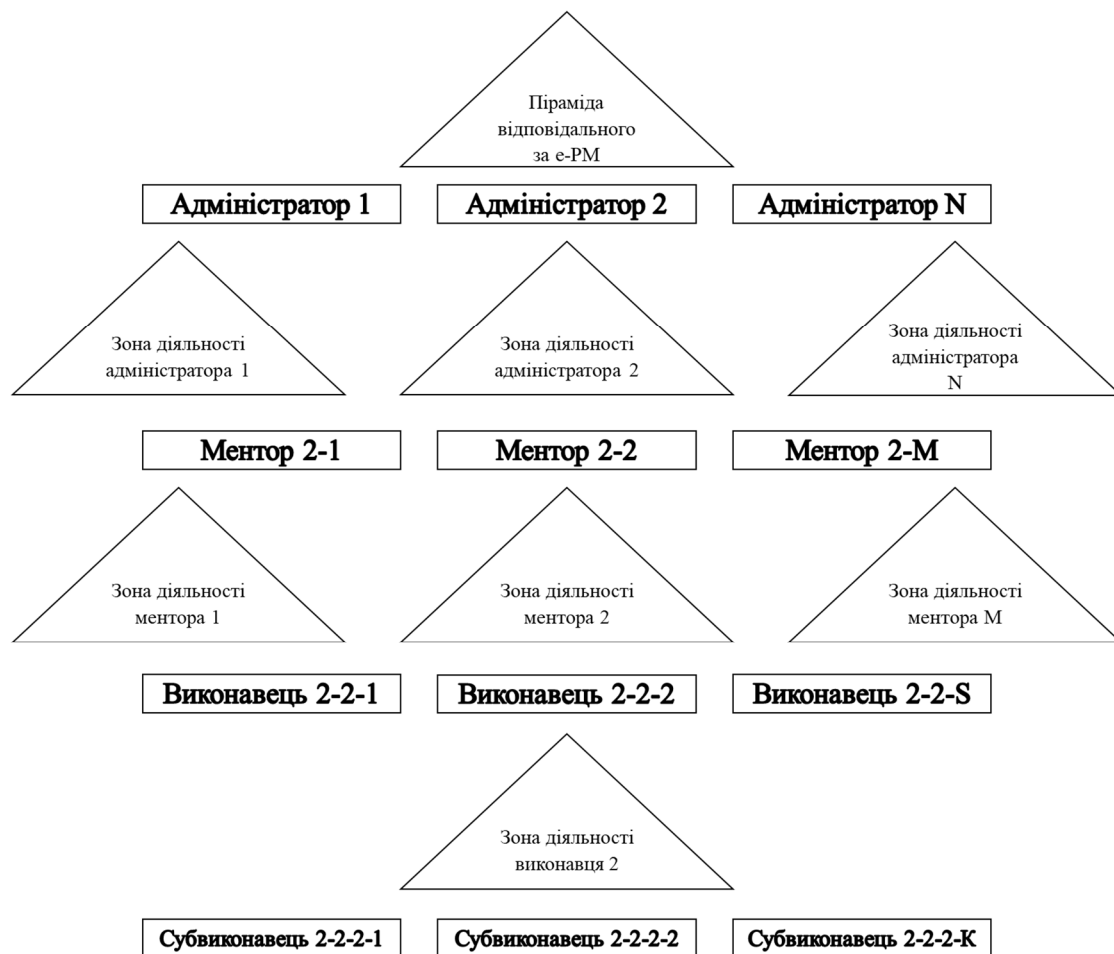 Піраміда
відповідального
за е-РМ
Адміністратор 1
Адміністратор 2
Адміністратор N
Зона діяльності
адміністратора 1
Зона діяльності
адміністратора 2
Зона діяльності
адміністратора
N
Ментор 2-1
Ментор 2-2
Ментор 2-М
Зона діяльності
ментора 1
Зона діяльності
ментора 2
Зона діяльності
ментора М
Виконавець 2-2-1
Виконавець 2-2-2
Виконавець 2-2-S
Зона діяльності
виконавця 2
Субвиконавець 2-2-2-1
Субвиконавець 2-2-2-2
Субвиконавець 2-2-2-К